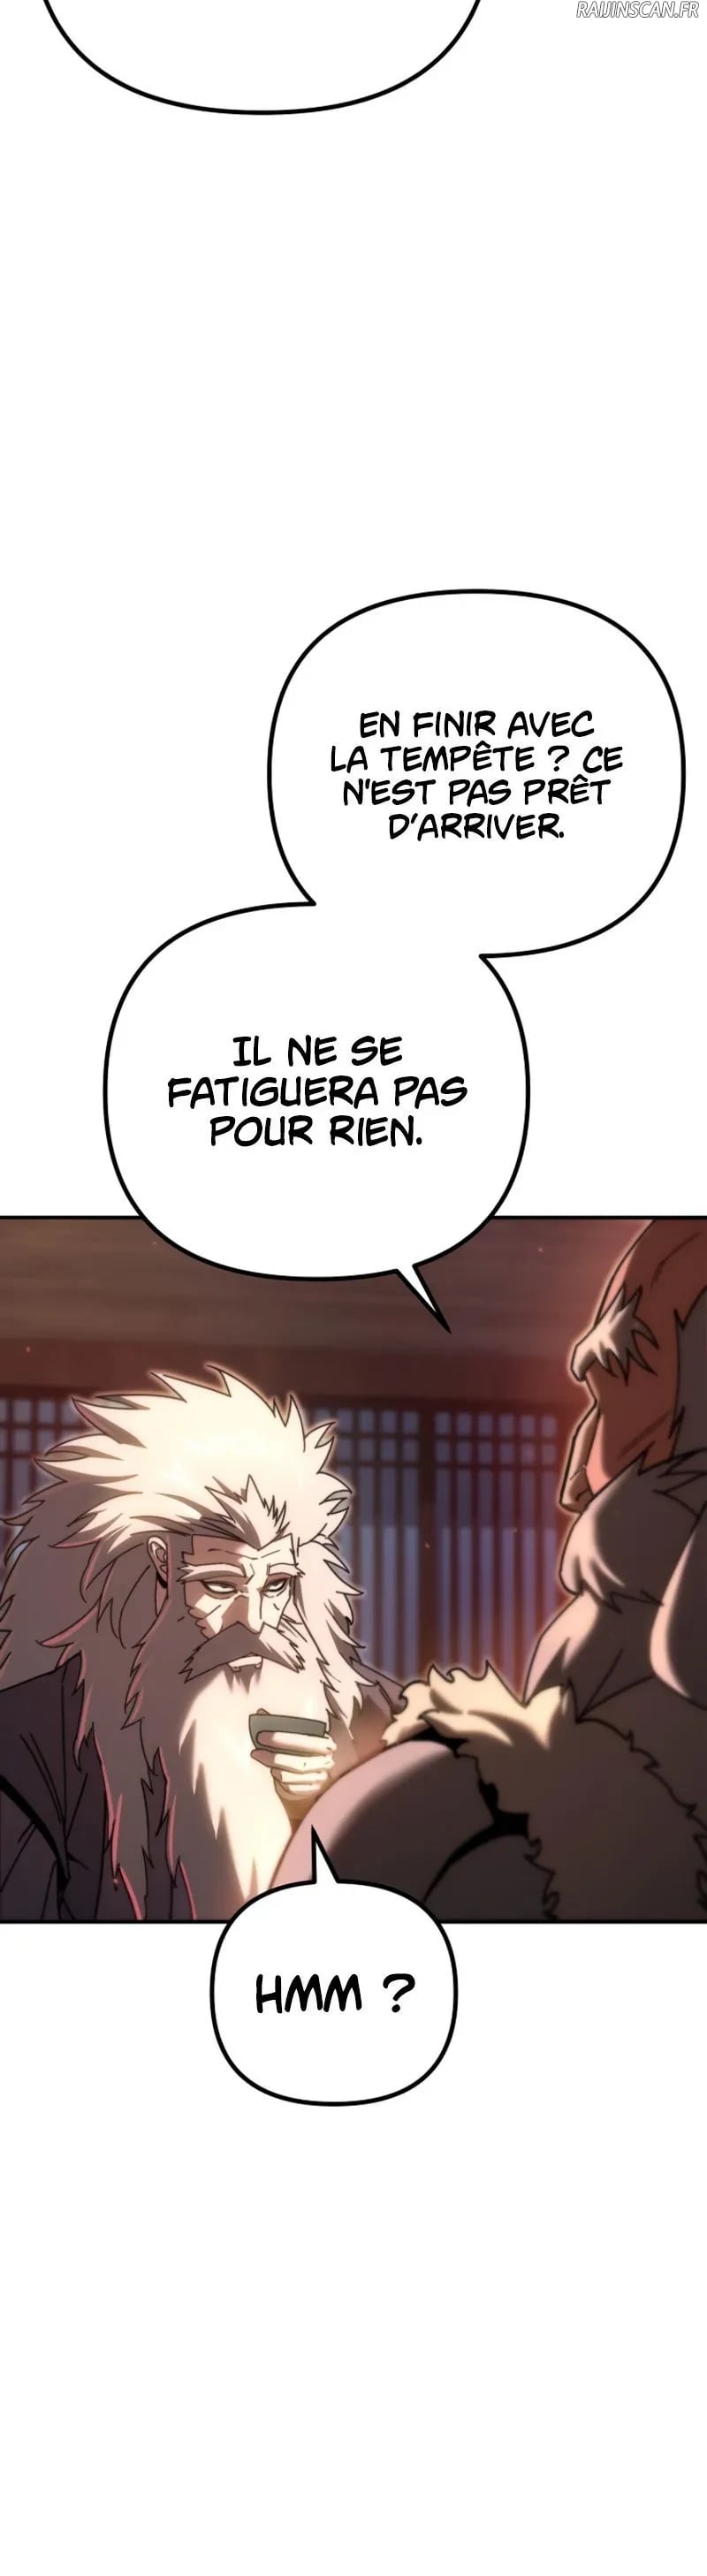 RAIJINSCAN.FR
EN FINIR AVEC
LA TEMPÊTE ? CE
N'EST PAS PRÊT
D'ARRIVER.
IL NE SE
FATIGUERA PAS
POUR RIEN.
HMM ?